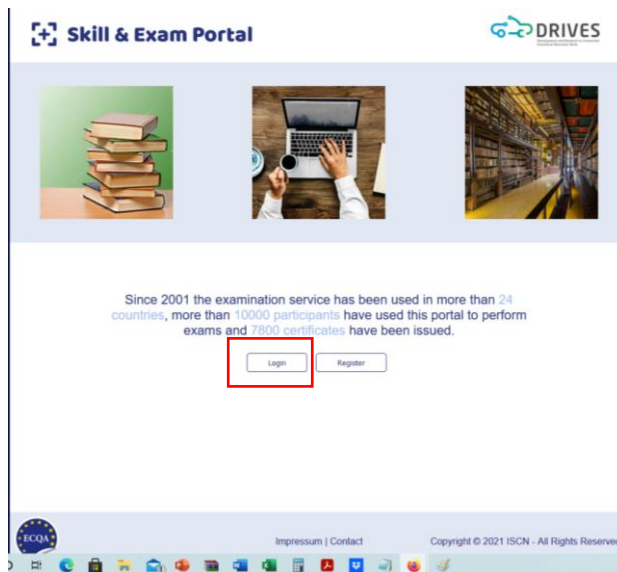 [+] Skill & Exam Portal
DRIVES
Since 2001 the examination service has been used in more than 24
countries, more than 10000 participants have used this portal to perform
exams and 7800 certificates have been issued.
Login
Register
ECQA
Impressum | Contact
Copyright © 2021 ISCN - All Rights Reserved